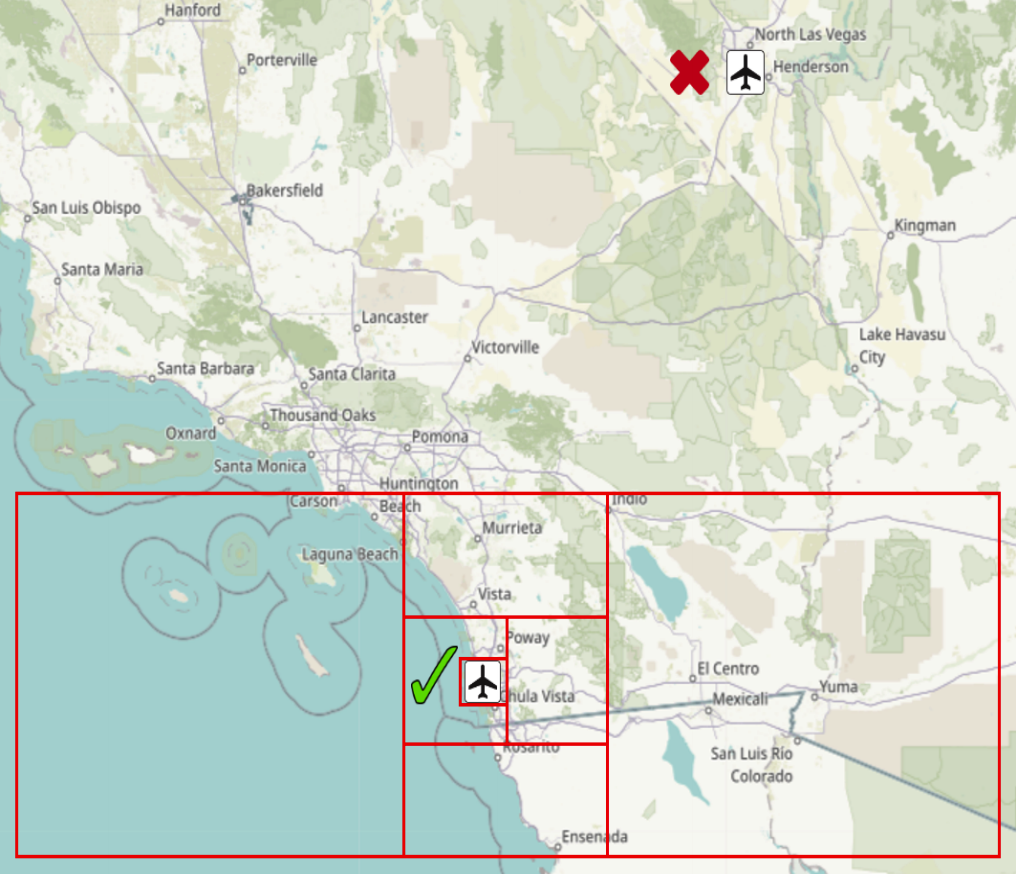 Hanford
North Las Vegas
Porterville
Henderson
Bakersfield
San Luis Obispo
Kingman
Santa Maria
Lancaster
Lake Havasu
City
Victorville
Santa Barbara
Santa Clarita
Thousand Oaks
Oxnard
Pomona
Santa Monica
Huntington
Beach
Carson
Indio
Murrieta
Laguna Beach
Vista
Poway
El Centro
Chula Vista
Yuma
Mexicali
Rosarito
San Luis Río
Colorado
Ensenada